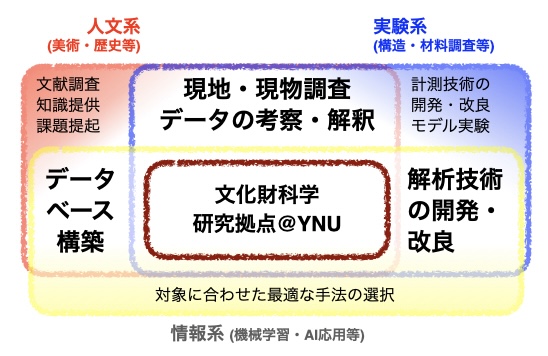 人文系
(美術・歴史等)
実験系
(構造・材料調査等)
文献調査
知識提供
課題提起
現地・現物調査
データの考察・解釈
計測技術の
開発・改良
モデル実験
データ
ベース
構築
文化財科学
研究拠点@YNU
解析技術
の開発・
改良
対象に合わせた最適な手法の選択
情報系 (機械学習・AI応用等)